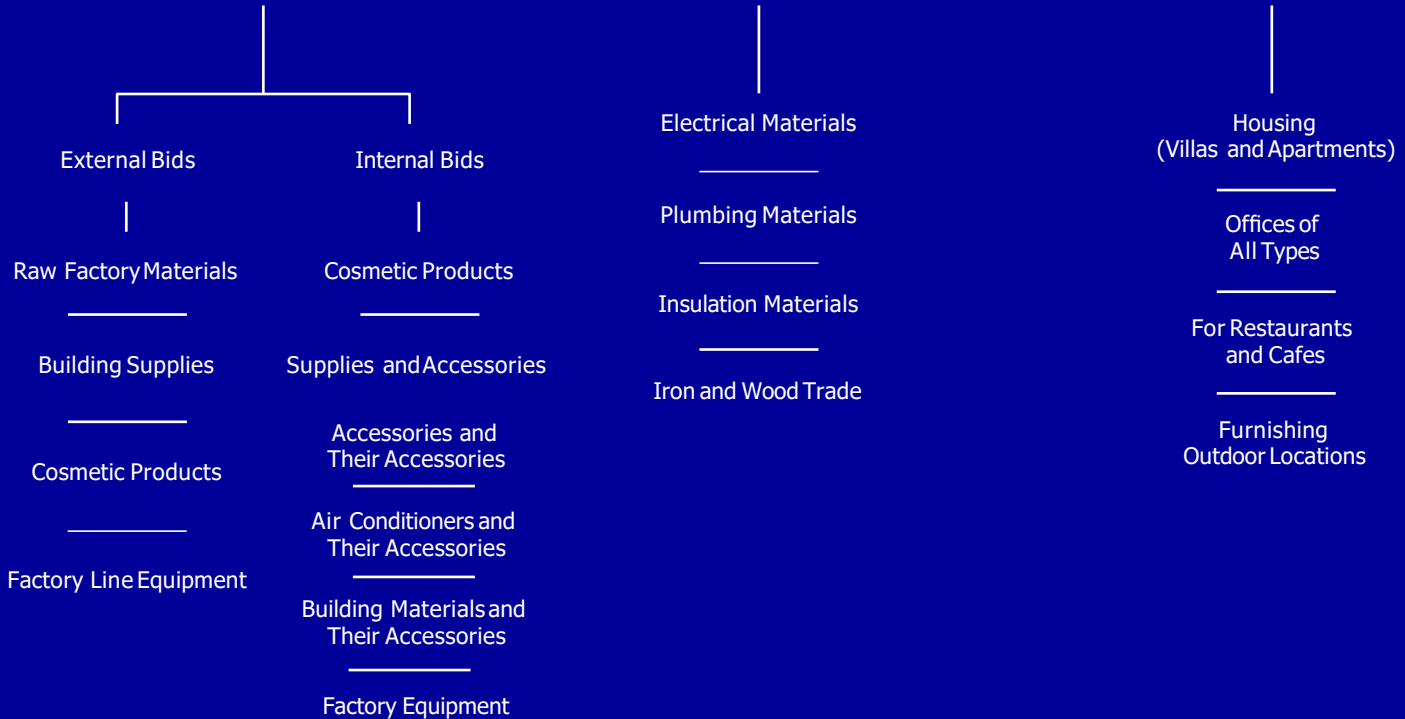 External Bids
Raw Factory Materials
Building Supplies
Cosmetic Products
Factory Line Equipment
Internal Bids
Cosmetic Products
Supplies and Accessories
Accessories and
Their Accessories
Air Conditioners and
Their Accessories
Building Materials and
Their Accessories
Factory Equipment
Electrical Materials
Plumbing Materials
Insulation Materials
Iron and Wood Trade
Housing
(Villas and Apartments)
Offices of
All Types
For Restaurants
and Cafes
Furnishing
Outdoor Locations